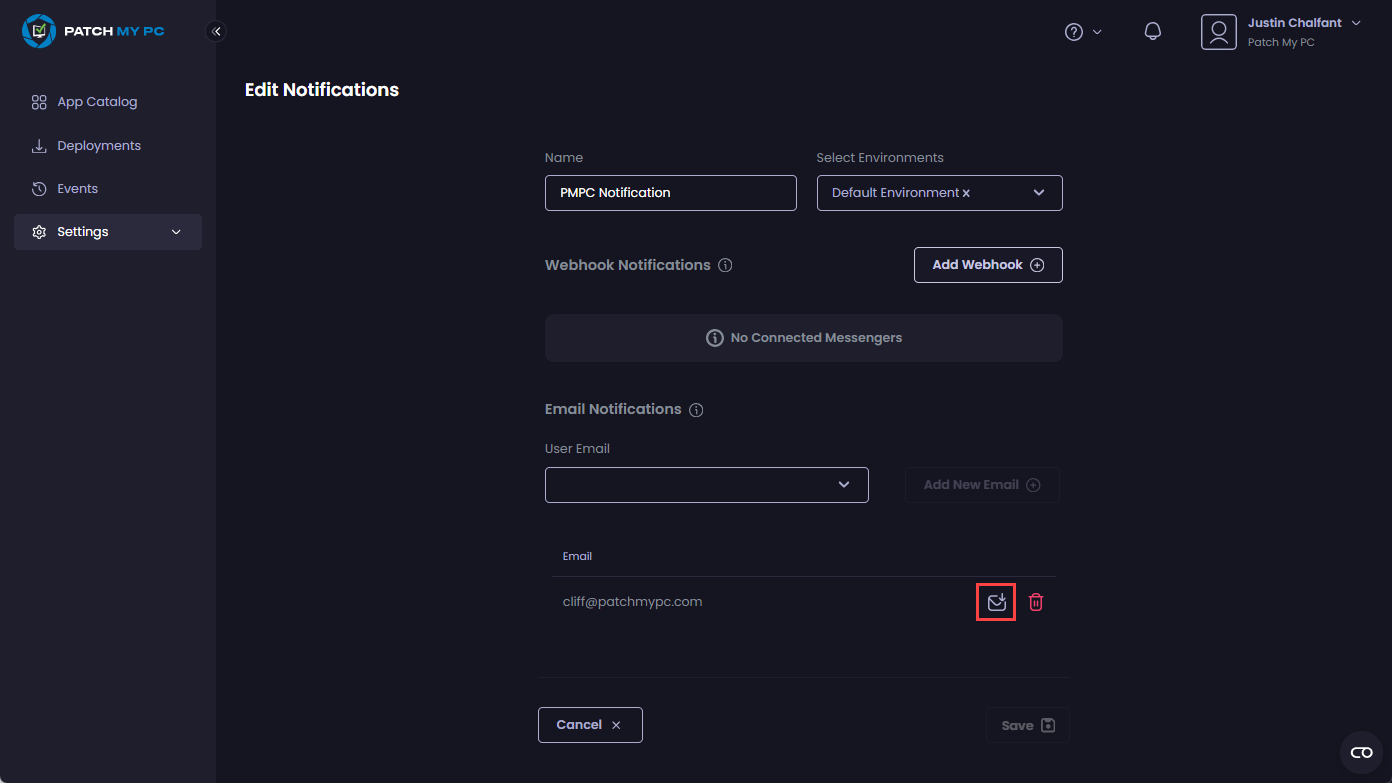 PATCH MY PC
Justin Chalfant
Patch My PC
App Catalog
Deployments
Events
Settings
Edit Notifications
Name
Select Environments
PMPC Notification
Default Environment ×
Webhook Notifications
Add Webhook
No Connected Messengers
Email Notifications
User Email
Add New Email
Email
cliff@patchmypc.com
Cancel ×
Save